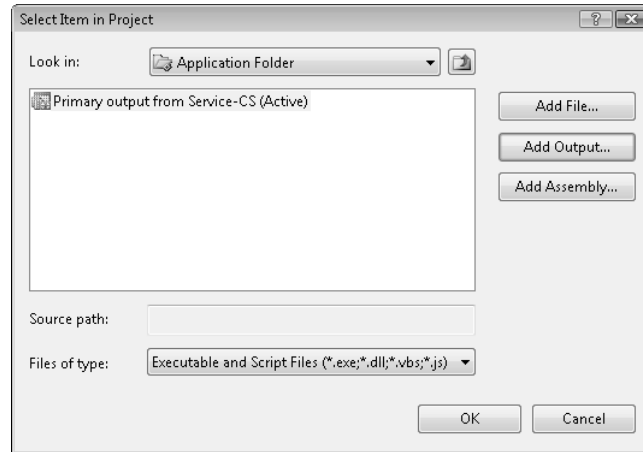 Select Item in Project
Look in:
Application Folder
Primary output from Service-CS (Active)
Add File...
Add Output...
Add Assembly...
Source path:
Files of type:
Executable and Script Files (*.exe;*.dll;*.vbs;*.js)
OK
Cancel